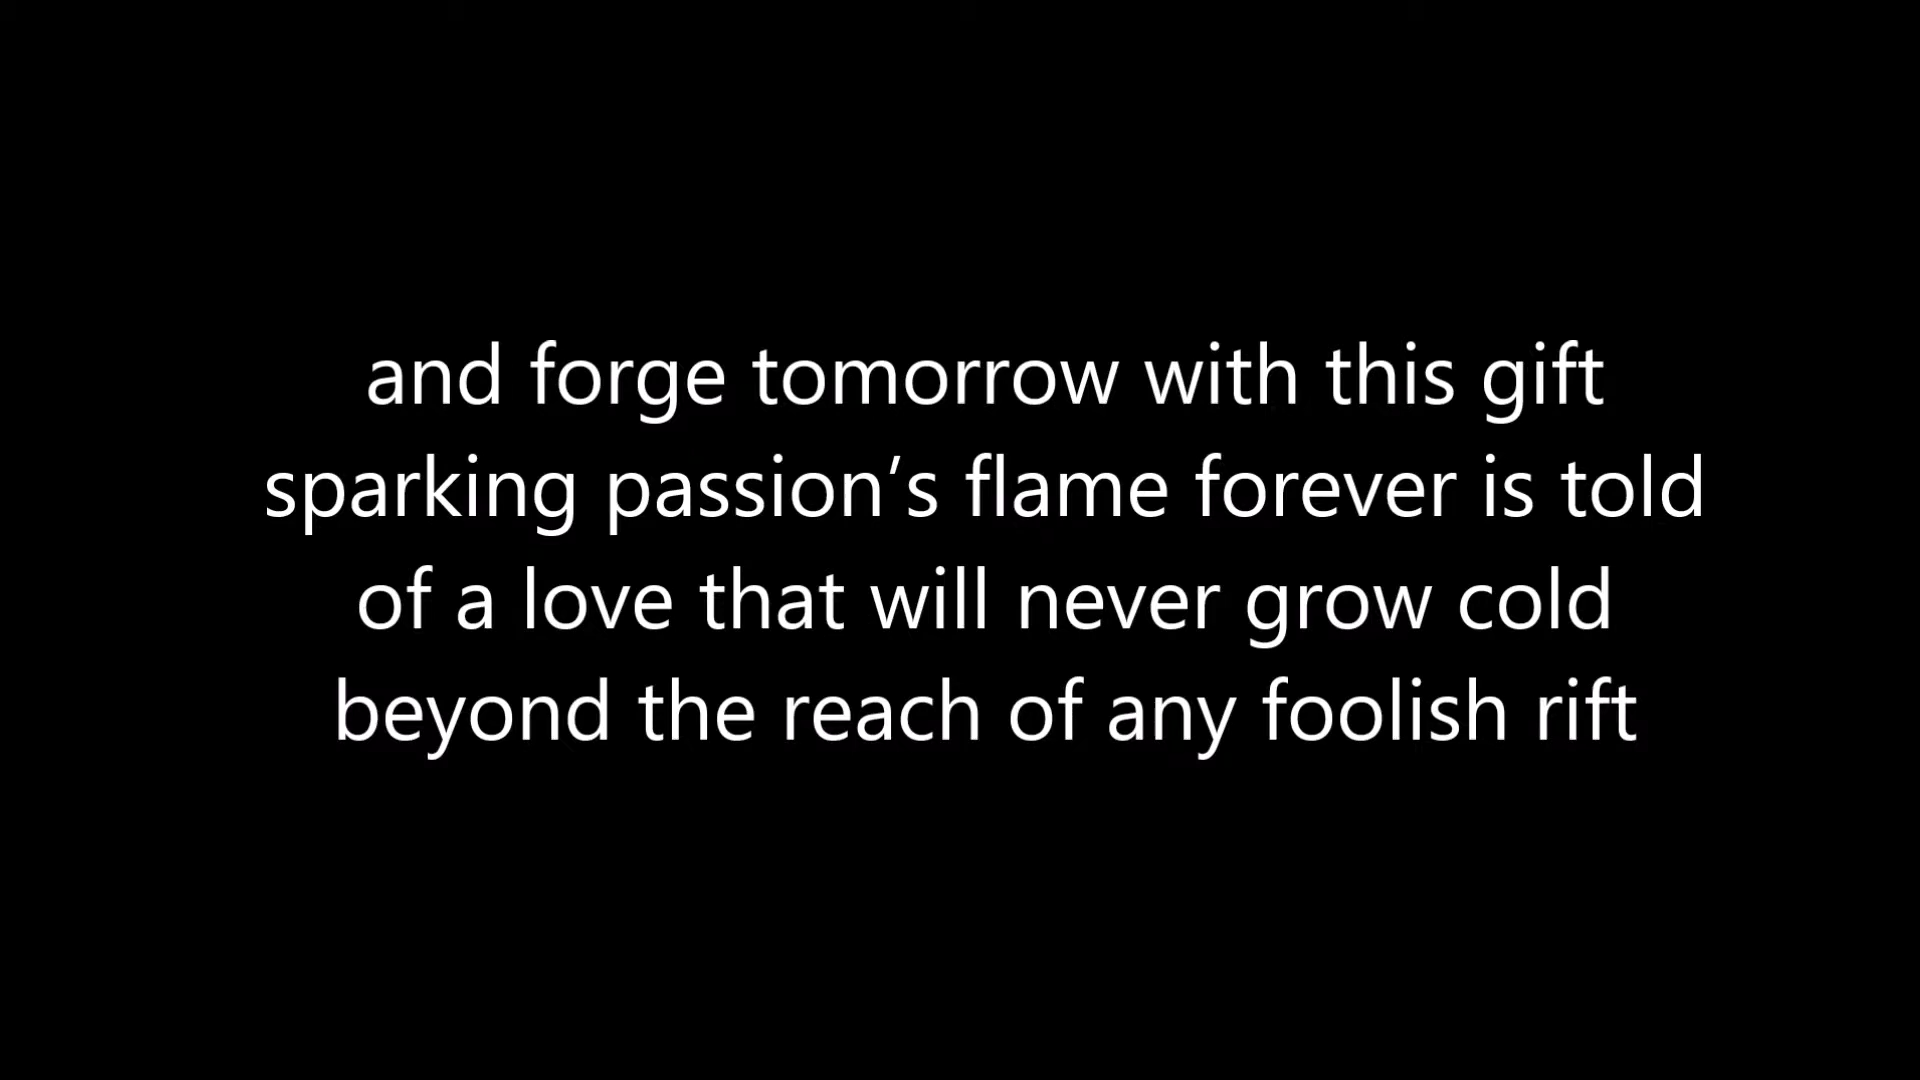 and forge tomorrow with this gift
sparking passion’s flame forever is told
of a love that will never grow cold
beyond the reach of any foolish rift